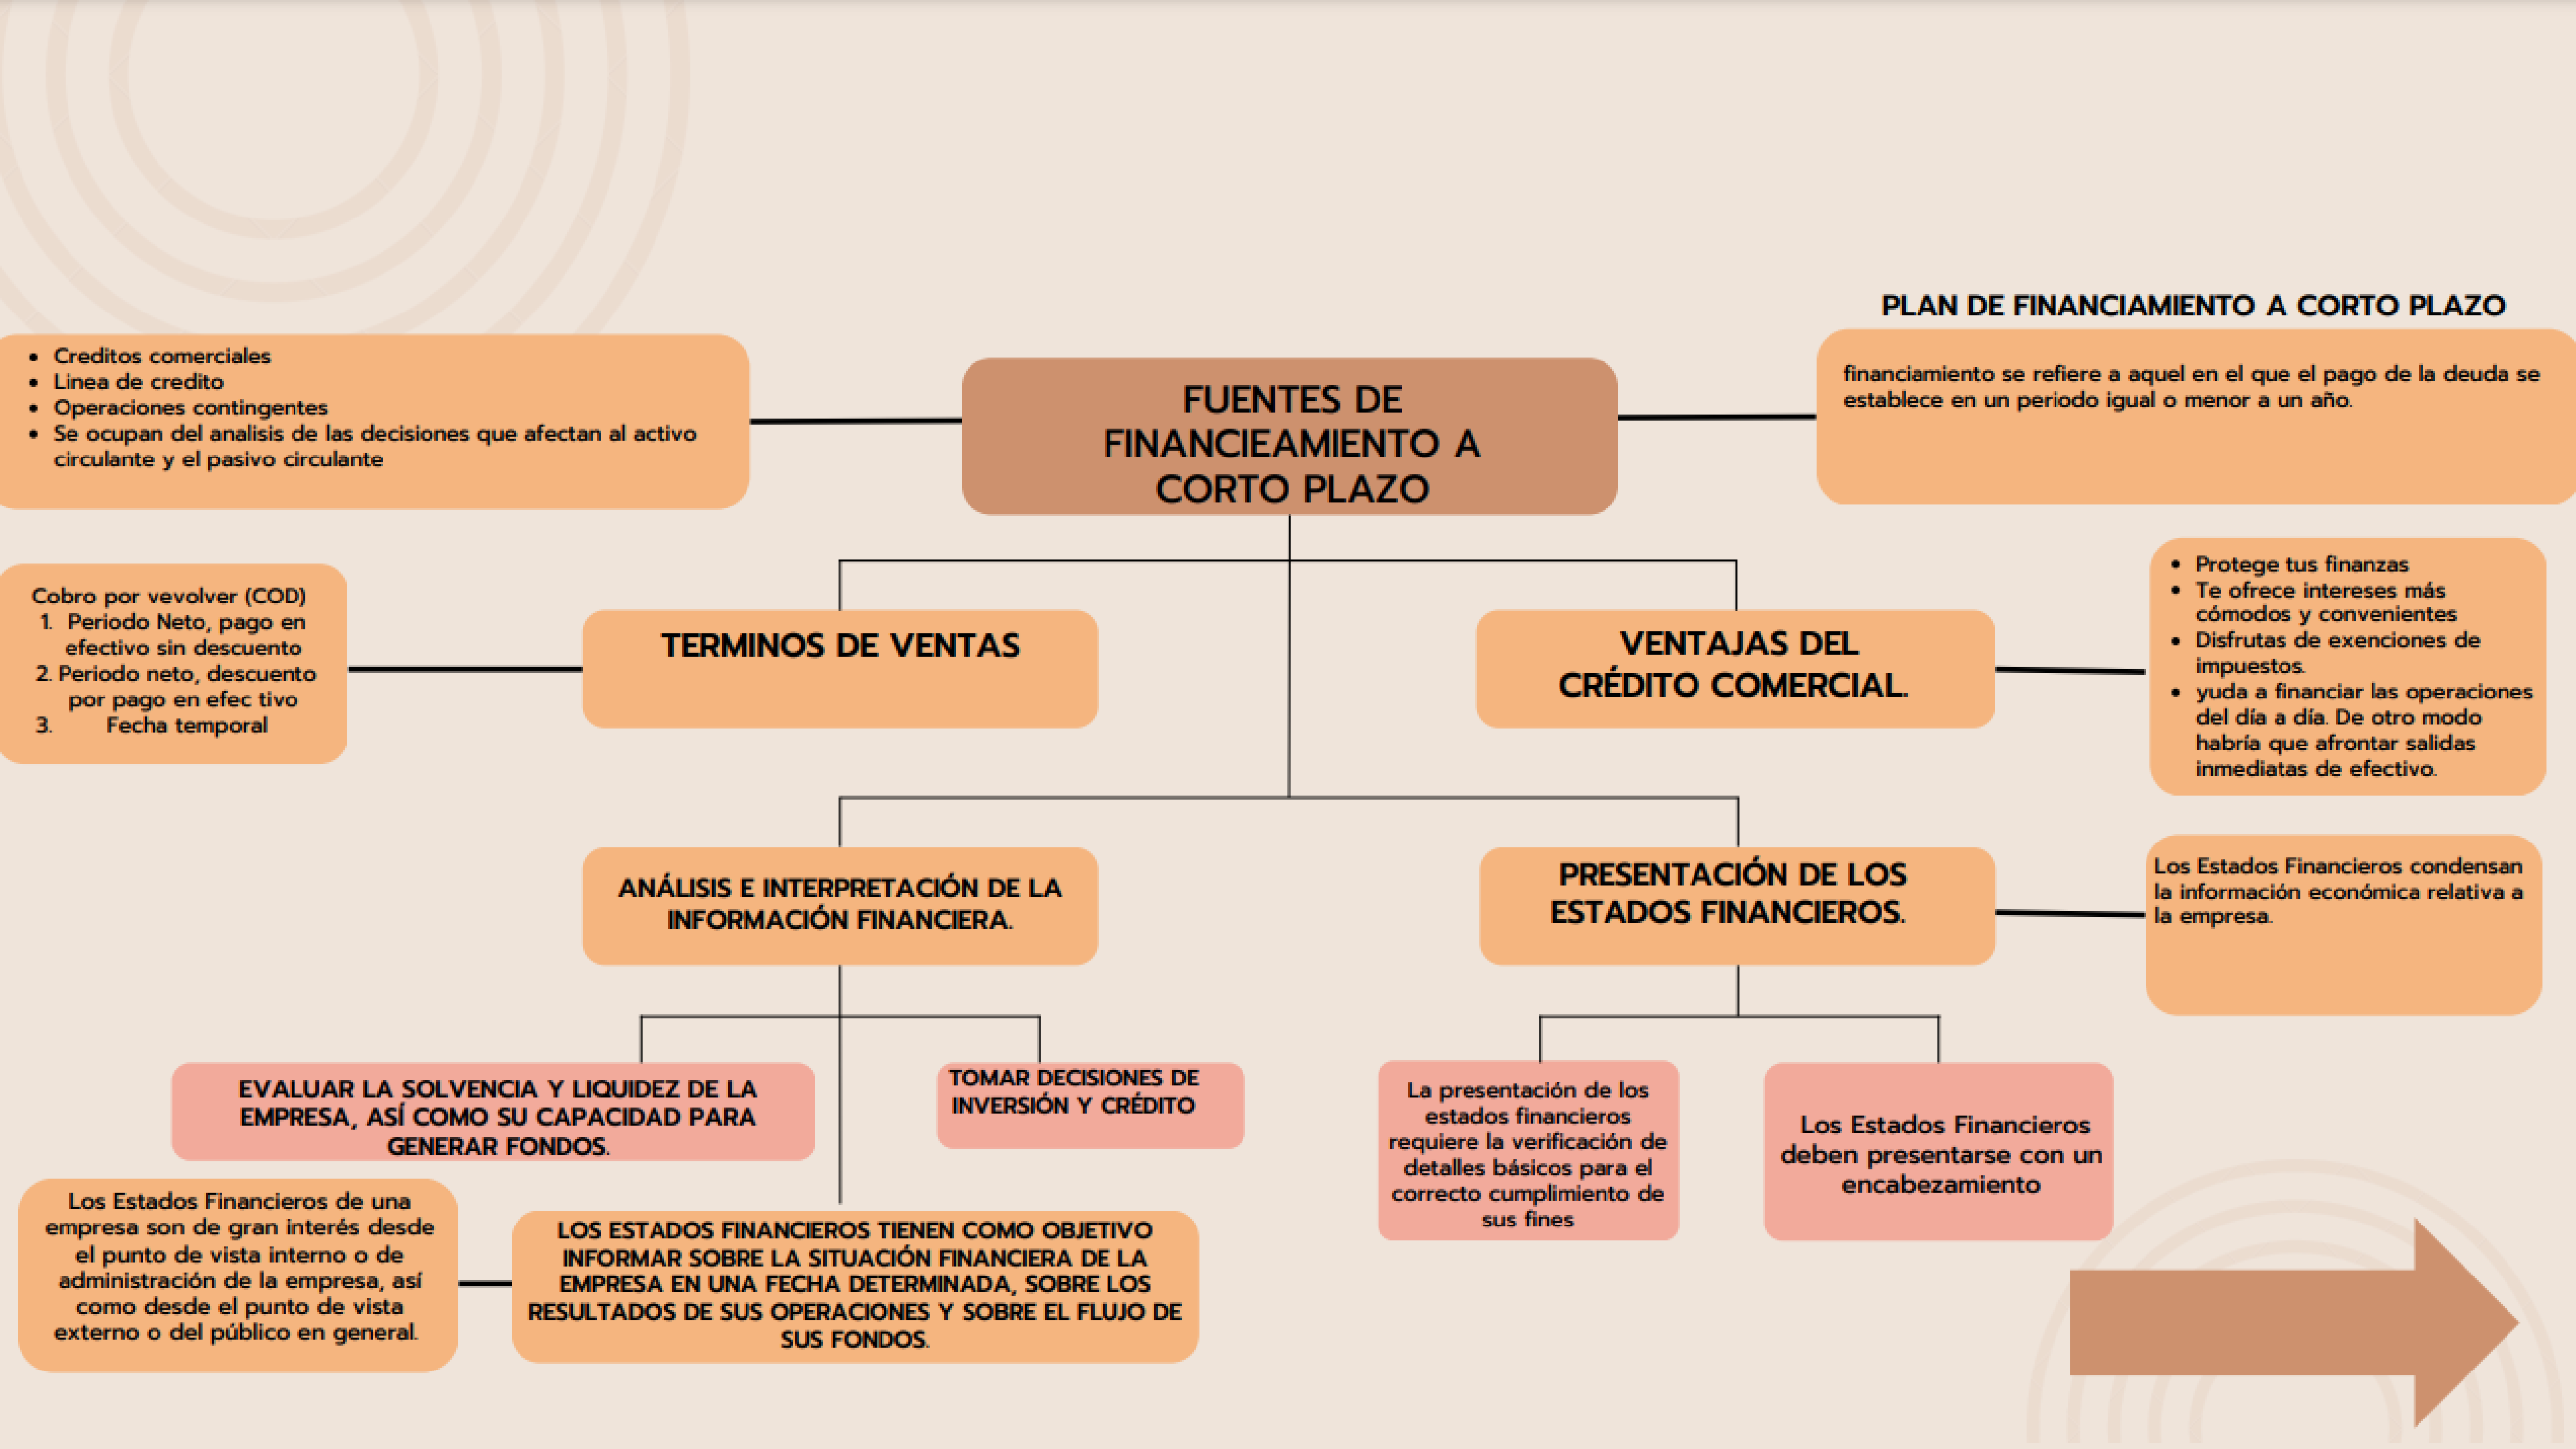 PLAN DE FINANCIAMIENTO A CORTO PLAZO
• Creditos comerciales
• Linea de credito
• Operaciones contingentes
• Se ocupan del analisis de las decisiones que afectan al activo
circulante y el pasivo circulante
FUENTES DE
FINANCIEAMIENTO A
CORTO PLAZO
financiamiento se refiere a aquel en el que el pago de la deuda se
establece en un periodo igual o menor a un año.
Cobro por vevolver (COD)
1. Periodo Neto, pago en
efectivo sin descuento
2. Periodo neto, descuento
por pago en efec tivo
3. Fecha temporal
TERMINOS DE VENTAS
VENTAJAS DEL
CRÉDITO COMERCIAL.
• Protege tus finanzas
• Te ofrece intereses más
cómodos y convenientes
• Disfrutas de exenciones de
impuestos.
• yuda a financiar las operaciones
del día a día. De otro modo
habría que afrontar salidas
inmediatas de efectivo.
ANÁLISIS E INTERPRETACIÓN DE LA
INFORMACIÓN FINANCIERA.
PRESENTACIÓN DE LOS
ESTADOS FINANCIEROS.
Los Estados Financieros condensan
la información económica relativa a
la empresa.
EVALUAR LA SOLVENCIA Y LIQUIDEZ DE LA
EMPRESA, ASÍ COMO SU CAPACIDAD PARA
GENERAR FONDOS.
TOMAR DECISIONES DE
INVERSIÓN Y CRÉDITO
La presentación de los
estados financieros
requiere la verificación de
detalles básicos para el
correcto cumplimiento de
sus fines
Los Estados Financieros
deben presentarse con un
encabezamiento
Los Estados Financieros de una
empresa son de gran interés desde
el punto de vista interno o de
administración de la empresa, así
como desde el punto de vista
externo o del público en general.
LOS ESTADOS FINANCIEROS TIENEN COMO OBJETIVO
INFORMAR SOBRE LA SITUACIÓN FINANCIERA DE LA
EMPRESA EN UNA FECHA DETERMINADA, SOBRE LOS
RESULTADOS DE SUS OPERACIONES Y SOBRE EL FLUJO DE
SUS FONDOS.